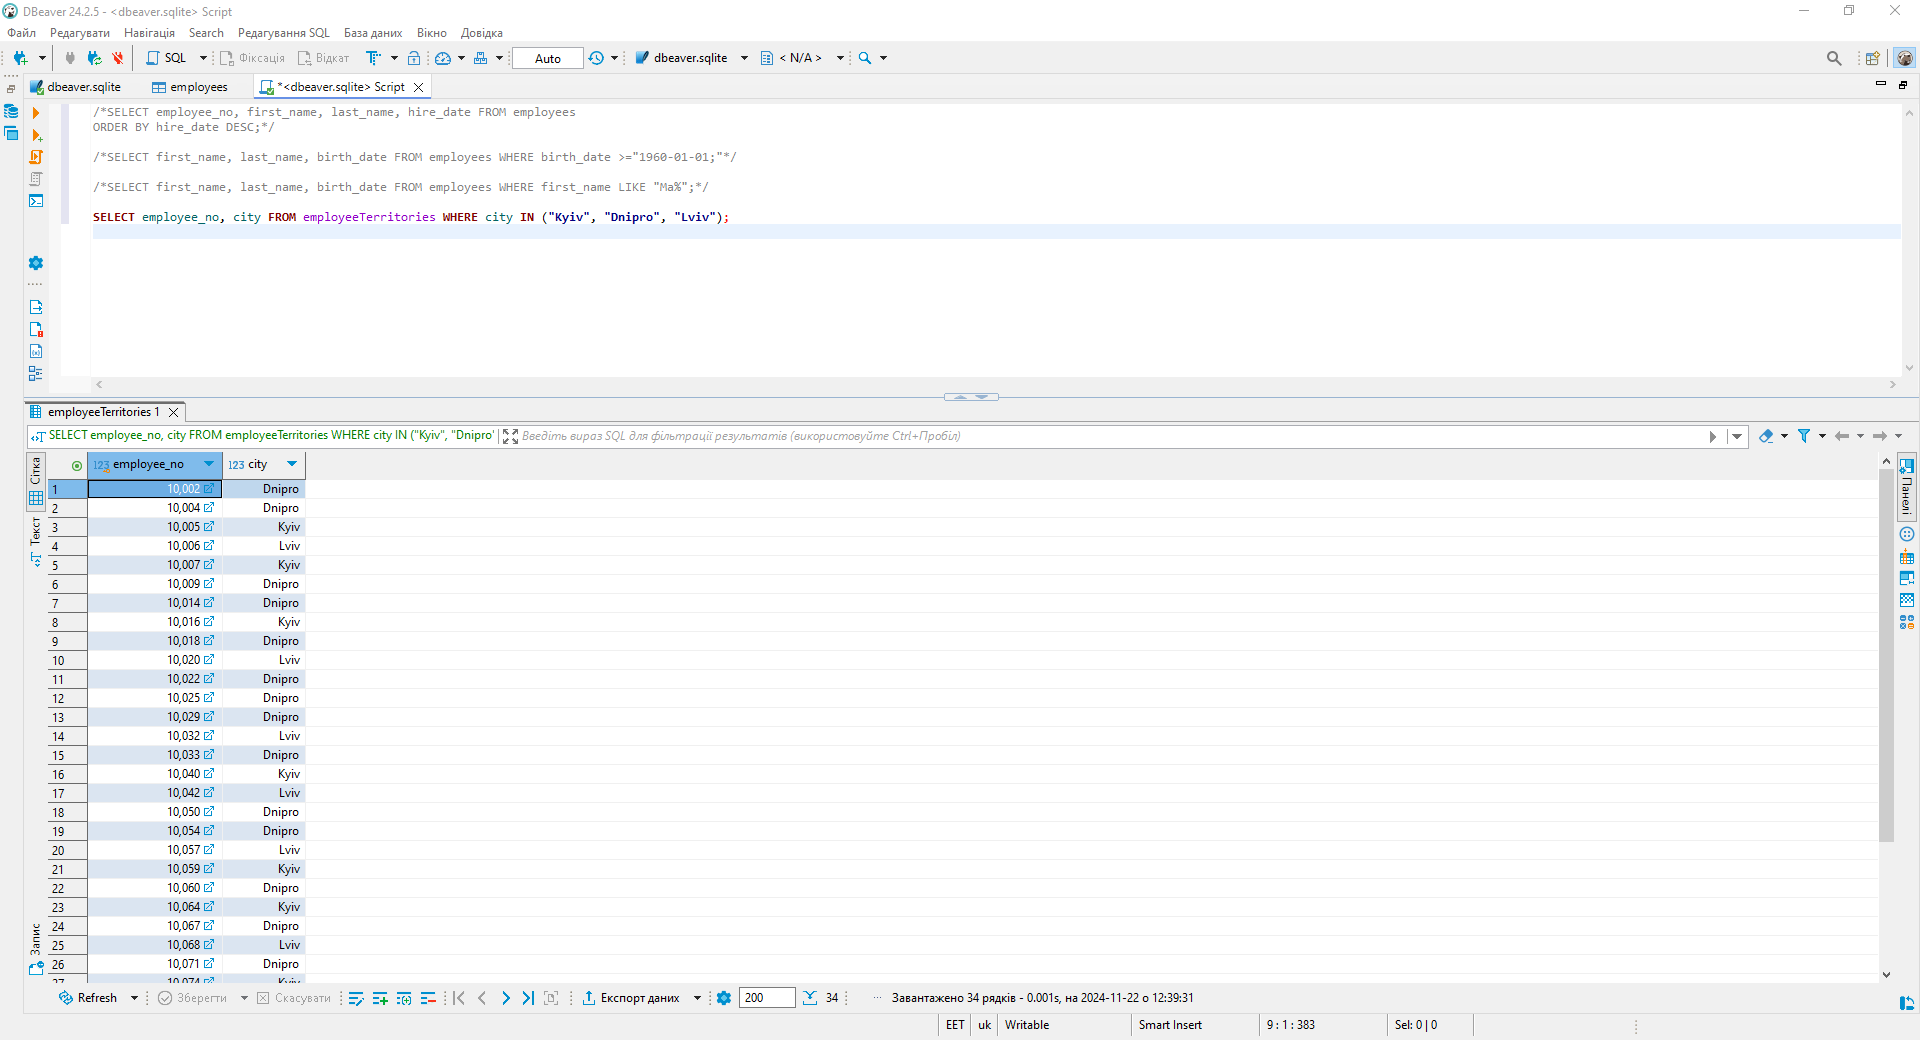 DBeaver 24.2.5 - <dbeaver.sqlite> Script
Файл Редагувати Навігація Search Редагування SQL База даних Вікно Довідка
SQL Фіксація Відкат Auto dbeaver.sqlite < N/A >
dbeaver.sqlite employees *<dbeaver.sqlite> Script
/*SELECT employee_no, first_name, last_name, hire_date FROM employees
ORDER BY hire_date DESC;*/
/*SELECT first_name, last_name, birth_date FROM employees WHERE birth_date >="1960-01-01;"*/
/*SELECT first_name, last_name, birth_date FROM employees WHERE first_name LIKE "Ma%";*/
SELECT employee_no, city FROM employeeTerritories WHERE city IN ("Kyiv", "Dnipro", "Lviv");
employeeTerritories 1
SELECT employee_no, city FROM employeeTerritories WHERE city IN ("Kyiv", "Dnipro" Введіть вираз SQL для фільтрації результатів (використовуйте Ctrl+Пробіл)
Сітка
Текст
Запис
Панелі
123 employee_no 123 city
1 10,002 Dnipro
2 10,004 Dnipro
3 10,005 Kyiv
4 10,006 Lviv
5 10,007 Kyiv
6 10,009 Dnipro
7 10,014 Dnipro
8 10,016 Kyiv
9 10,018 Dnipro
10 10,020 Lviv
11 10,022 Dnipro
12 10,025 Dnipro
13 10,029 Dnipro
14 10,032 Lviv
15 10,033 Dnipro
16 10,040 Kyiv
17 10,042 Lviv
18 10,050 Dnipro
19 10,054 Dnipro
20 10,057 Lviv
21 10,059 Kyiv
22 10,060 Dnipro
23 10,064 Kyiv
24 10,067 Dnipro
25 10,068 Lviv
26 10,071 Dnipro
27 10,074 Kyiv
Refresh Зберегти Скасувати Експорт даних 200 34 Завантажено 34 рядків - 0.001s, на 2024-11-22 о 12:39:31
EET uk Writable Smart Insert 9 : 1 : 383 Sel: 0 | 0